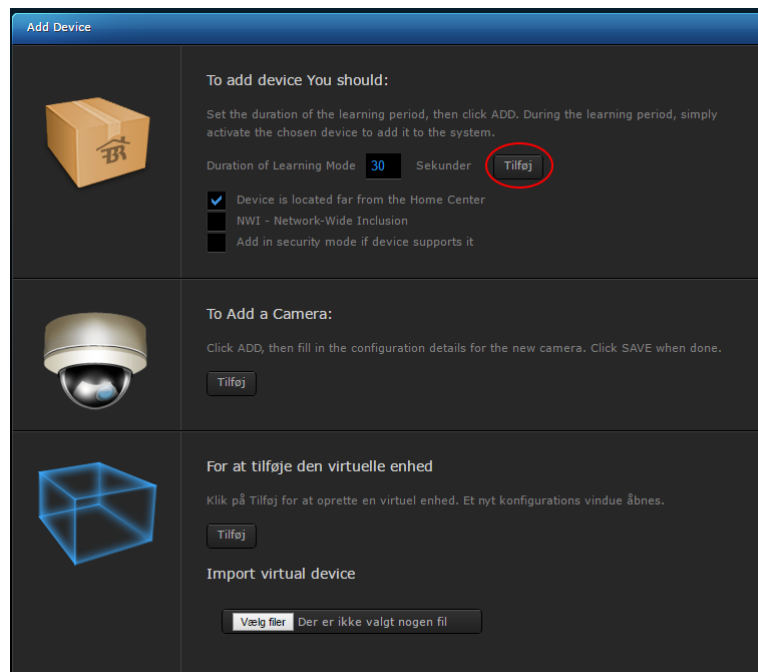 Add Device
To add device You should:
Set the duration of the learning period, then click ADD. During the learning period, simply
activate the chosen device to add it to the system.
Duration of Learning Mode 30 Sekunder Tilføj
Device is located far from the Home Center
NWI - Network-Wide Inclusion
Add in security mode if device supports it
To Add a Camera:
Click ADD, then fill in the configuration details for the new camera. Click SAVE when done.
Tilføj
For at tilføje den virtuelle enhed
Klik på Tilføj for at oprette en virtuel enhed. Et nyt konfigurations vindue åbnes.
Tilføj
Import virtual device
Vælg filer Der er ikke valgt nogen fil